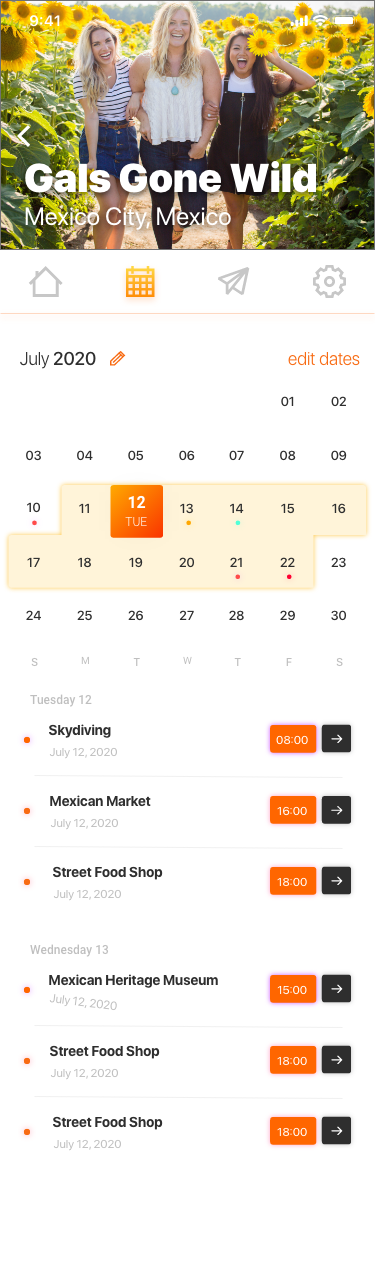 9:41
Gals Gone Wild
Mexico City, Mexico
July 2020 edit dates
01 02
03 04 05 06 07 08 09
10 11 12 13 14 15 16
TUE
17 18 19 20 21 22 23
24 25 26 27 28 29 30
S M T W T F S
Tuesday 12
Skydiving 08:00
July 12, 2020
Mexican Market 16:00
July 12, 2020
Street Food Shop 18:00
July 12, 2020
Wednesday 13
Mexican Heritage Museum 15:00
July 12, 2020
Street Food Shop 18:00
July 12, 2020
Street Food Shop 18:00
July 12, 2020